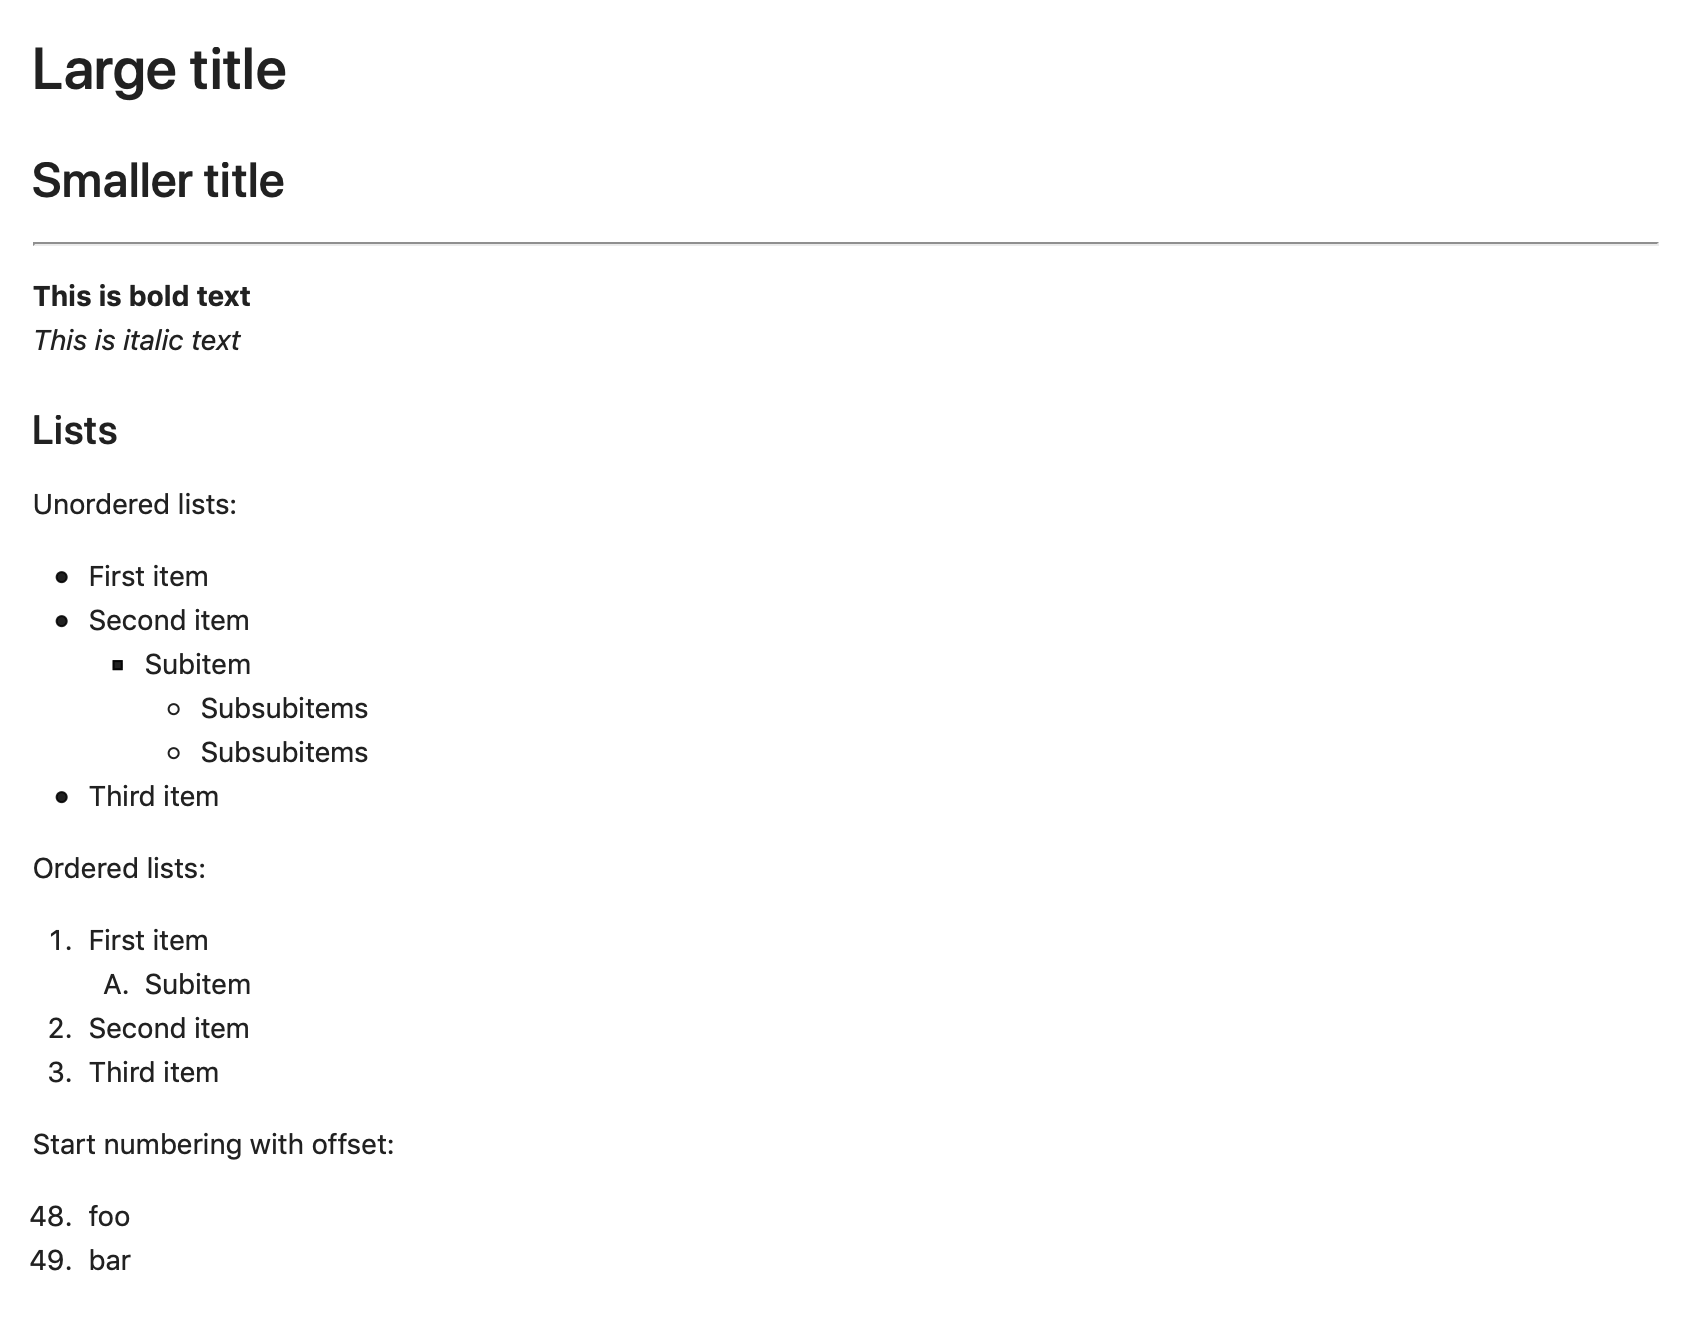 Large title
Smaller title
This is bold text
This is italic text
Lists
Unordered lists:
• First item
• Second item
▪ Subitem
◦ Subsubitems
◦ Subsubitems
• Third item
Ordered lists:
1. First item
A. Subitem
2. Second item
3. Third item
Start numbering with offset:
48. foo
49. bar